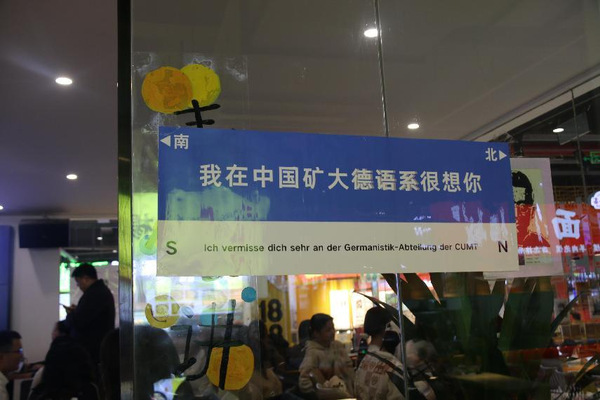 南 北
我在中国矿大德语系很想你
S Ich vermisse dich sehr an der Germanistik-Abteilung der CUMT N
面
18